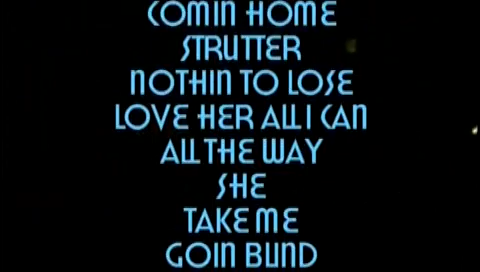 COMIN HOME
STRUTTER
NOTHIN TO LOSE
LOVE HER ALL I CAN
ALL THE WAY
SHE
TAKE ME
GOIN BLIND